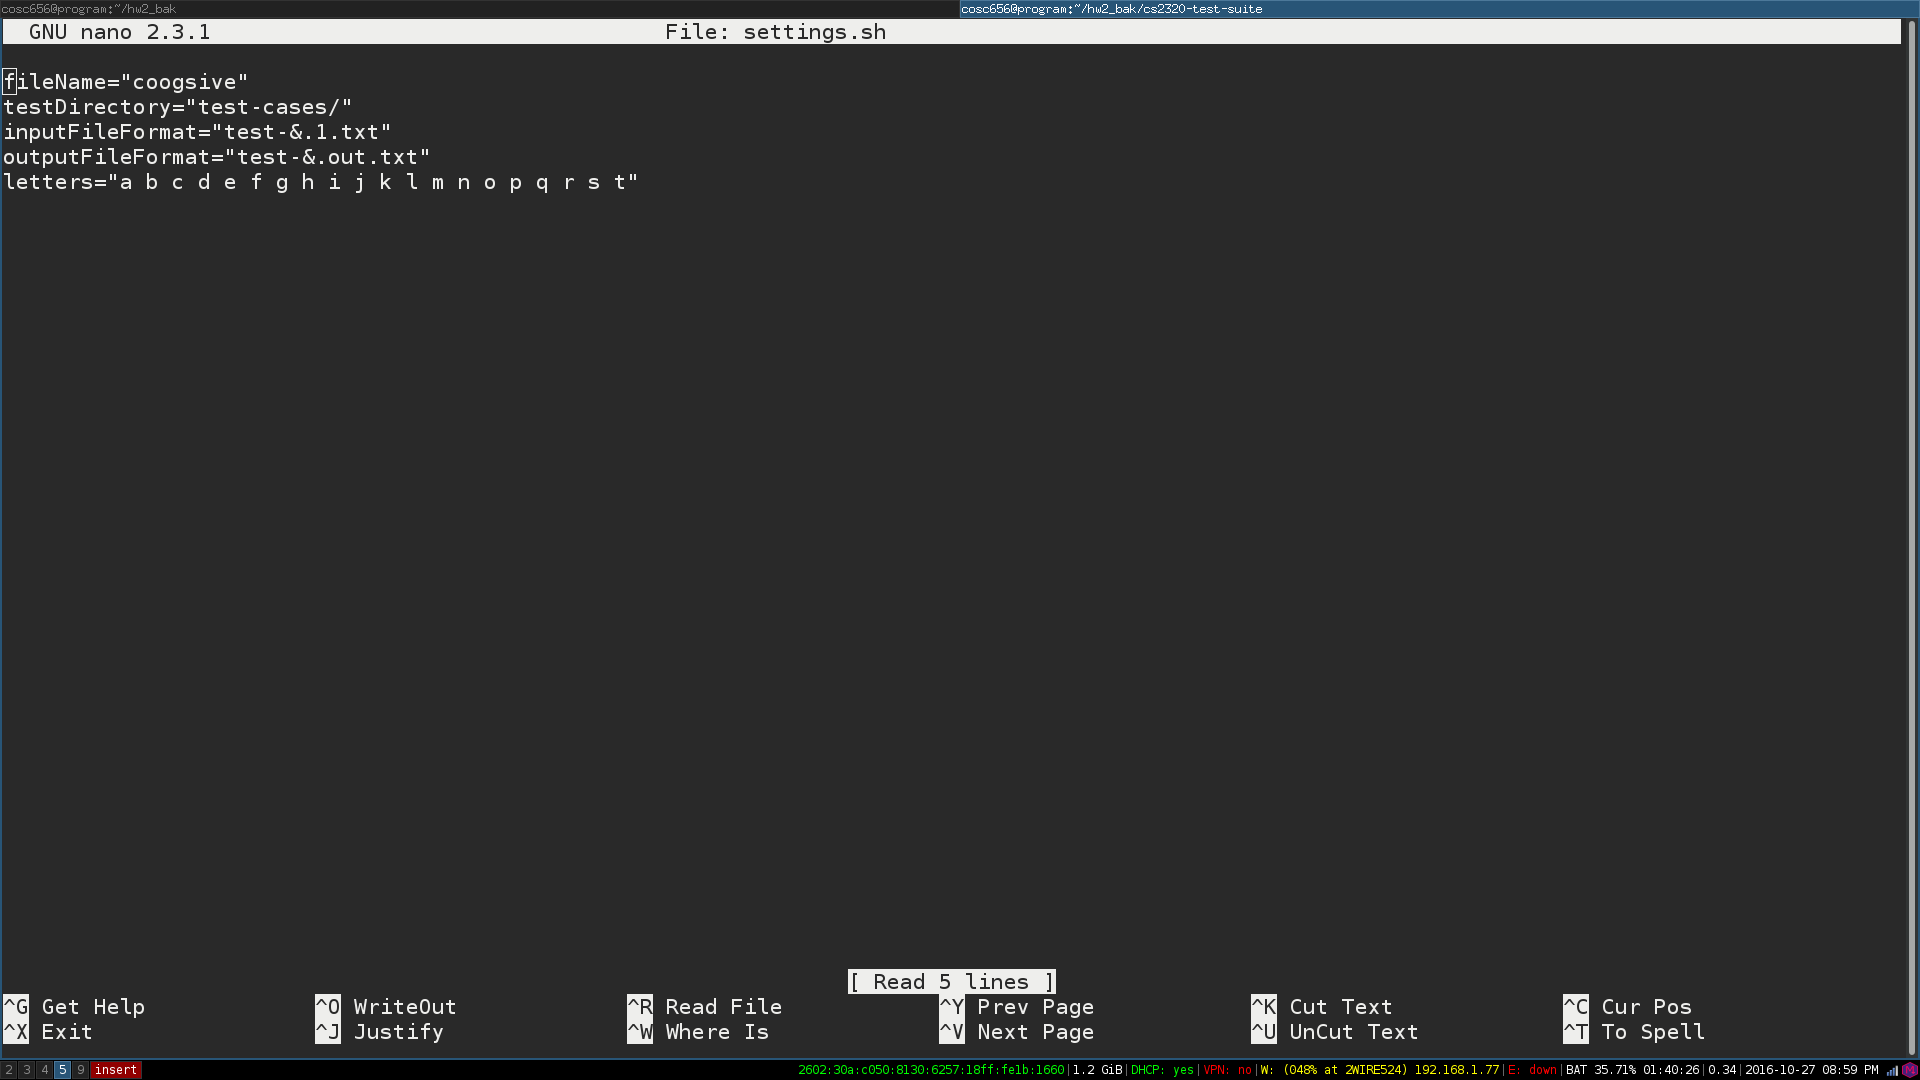 cosc656@program:~/hw2_bak
cosc656@program:~/hw2_bak/cs2320-test-suite
GNU nano 2.3.1 File: settings.sh
fileName="coogsive"
testDirectory="test-cases/"
inputFileFormat="test-&.1.txt"
outputFileFormat="test-&.out.txt"
letters="a b c d e f g h i j k l m n o p q r s t"
[ Read 5 lines ]
^G Get Help ^O WriteOut ^R Read File ^Y Prev Page ^K Cut Text ^C Cur Pos
^X Exit ^J Justify ^W Where Is ^V Next Page ^U UnCut Text ^T To Spell
2 3 4 5 9 insert 2602:30a:c050:8130:6257:18ff:fe1b:1660|1.2 GiB|DHCP: yes|VPN: no|W: (048% at 2WIRE524) 192.168.1.77|E: down|BAT 35.71% 01:40:26|0.34|2016-10-27 08:59 PM